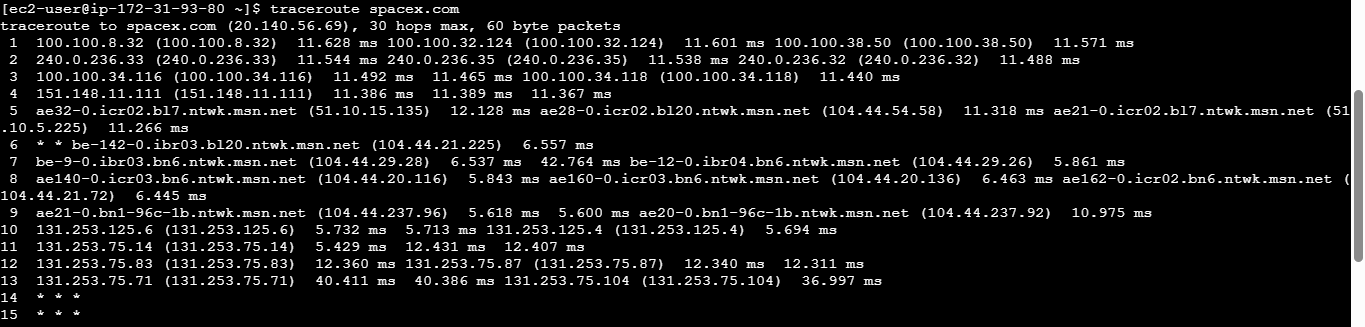 [ec2-user@ip-172-31-93-80 ~]$ traceroute spacex.com
traceroute to spacex.com (20.140.56.69), 30 hops max, 60 byte packets
 1  100.100.8.32 (100.100.8.32)  11.628 ms 100.100.32.124 (100.100.32.124)  11.601 ms 100.100.38.50 (100.100.38.50)  11.571 ms
 2  240.0.236.33 (240.0.236.33)  11.544 ms 240.0.236.35 (240.0.236.35)  11.538 ms 240.0.236.32 (240.0.236.32)  11.488 ms
 3  100.100.34.116 (100.100.34.116)  11.492 ms  11.465 ms 100.100.34.118 (100.100.34.118)  11.440 ms
 4  151.148.11.111 (151.148.11.111)  11.386 ms  11.389 ms  11.367 ms
 5  ae32-0.icr02.bl7.ntwk.msn.net (51.10.15.135)  12.128 ms ae28-0.icr02.bl20.ntwk.msn.net (104.44.54.58)  11.318 ms ae21-0.icr02.bl7.ntwk.msn.net (51
.10.5.225)  11.266 ms
 6  * * be-142-0.ibr03.bl20.ntwk.msn.net (104.44.21.225)  6.557 ms
 7  be-9-0.ibr03.bn6.ntwk.msn.net (104.44.29.28)  6.537 ms  42.764 ms be-12-0.ibr04.bn6.ntwk.msn.net (104.44.29.26)  5.861 ms
 8  ae140-0.icr03.bn6.ntwk.msn.net (104.44.20.116)  5.843 ms ae160-0.icr03.bn6.ntwk.msn.net (104.44.20.136)  6.463 ms ae162-0.icr02.bn6.ntwk.msn.net (
104.44.21.72)  6.445 ms
 9  ae21-0.bn1-96c-1b.ntwk.msn.net (104.44.237.96)  5.618 ms  5.600 ms ae20-0.bn1-96c-1b.ntwk.msn.net (104.44.237.92)  10.975 ms
10  131.253.125.6 (131.253.125.6)  5.732 ms  5.713 ms 131.253.125.4 (131.253.125.4)  5.694 ms
11  131.253.75.14 (131.253.75.14)  5.429 ms  12.431 ms  12.407 ms
12  131.253.75.83 (131.253.75.83)  12.360 ms 131.253.75.87 (131.253.75.87)  12.340 ms  12.311 ms
13  131.253.75.71 (131.253.75.71)  40.411 ms  40.386 ms 131.253.75.104 (131.253.75.104)  36.997 ms
14  * * *
15  * * *